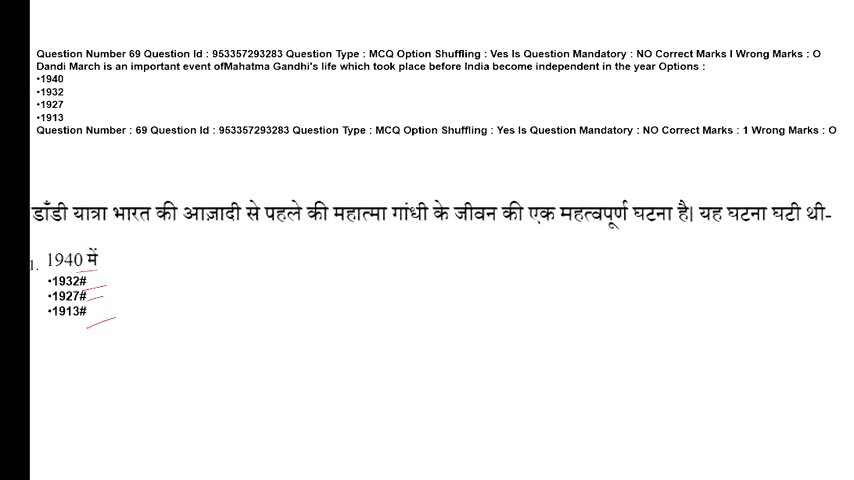 Question Number 69 Question Id : 953357293283 Question Type : MCQ Option Shuffling : Ves Is Question Mandatory : NO Correct Marks I Wrong Marks : O
Dandi March is an important event ofMahatma Gandhi's life which took place before India become independent in the year Options :
•1940
•1932
•1927
•1913
Question Number : 69 Question Id : 953357293283 Question Type : MCQ Option Shuffling : Yes Is Question Mandatory : NO Correct Marks : 1 Wrong Marks : O
डाँडी यात्रा भारत की आज़ादी से पहले की महात्मा गांधी के जीवन की एक महत्वपूर्ण घटना है। यह घटना घटी थी-
1. 1940 में
•1932#
•1927#
•1913#